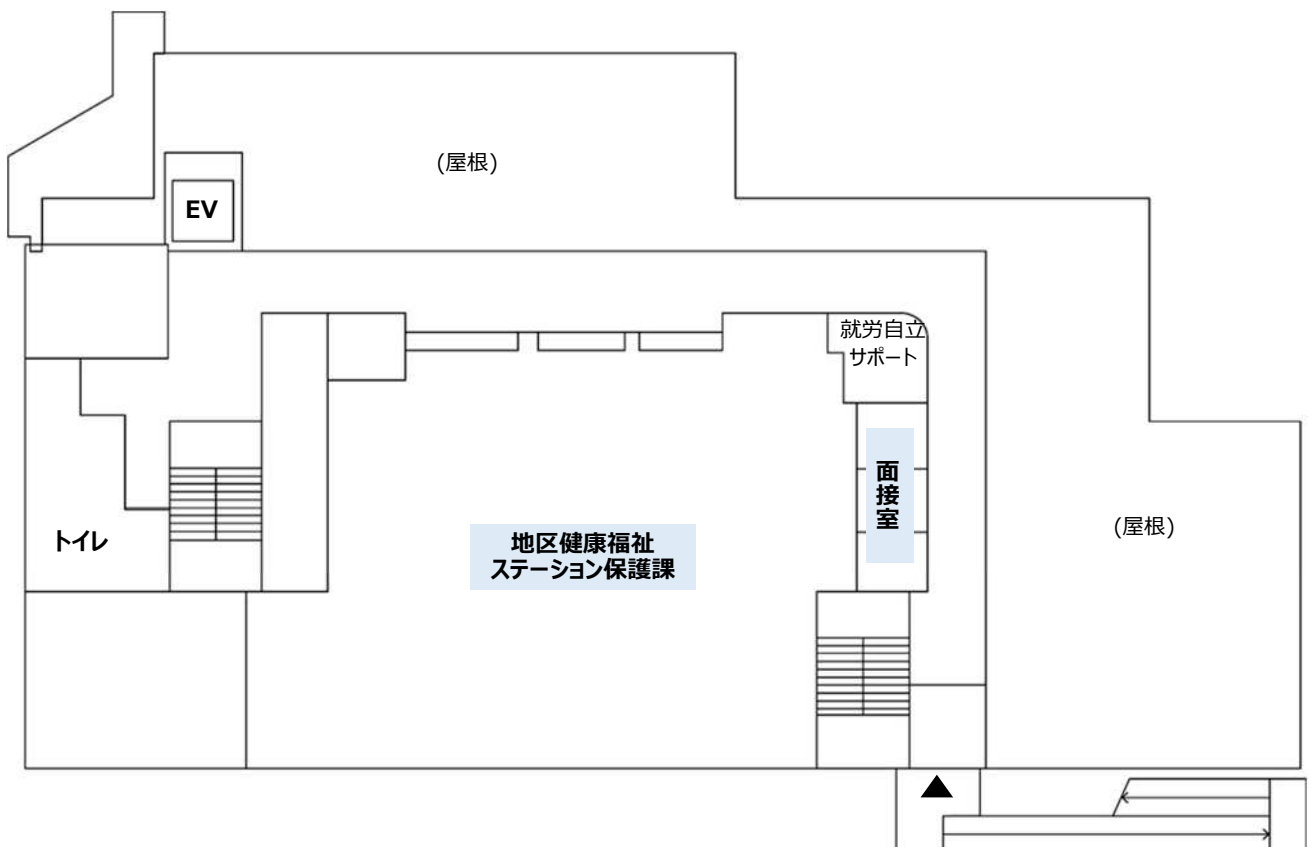 (屋根)
EV
就労自立
サポート
面接室
トイレ
地区健康福祉
ステーション保護課
(屋根)